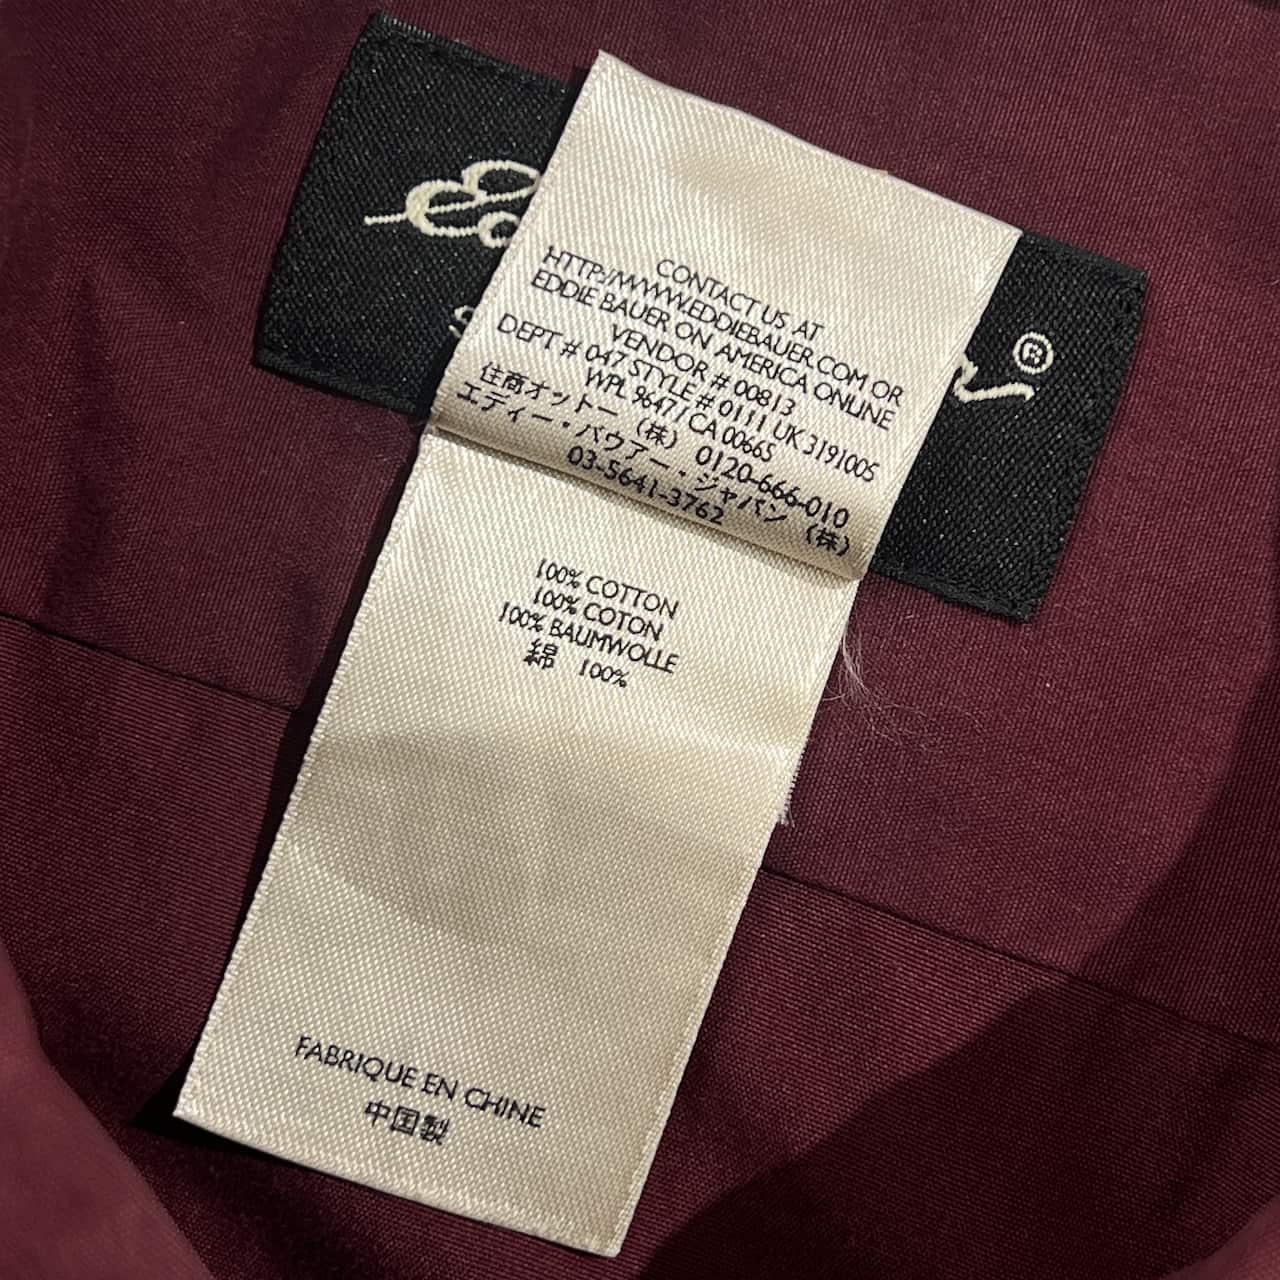 ®
CONTACT US AT
HTTP://WWW.EDDIEBAUER.COM OR
EDDIE BAUER ON AMERICA ONLINE
VENDOR # 00813
DEPT # 047 STYLE # 0111 UK 3191005
WPL 9647/ CA 00665
住商オットー（株） 0120-666-010
エディー・バウアー・ジャパン（株）
03-5641-3762
100% COTTON
100% COTON
100% BAUMWOLLE
綿 100%
FABRIQUE EN CHINE
中国製